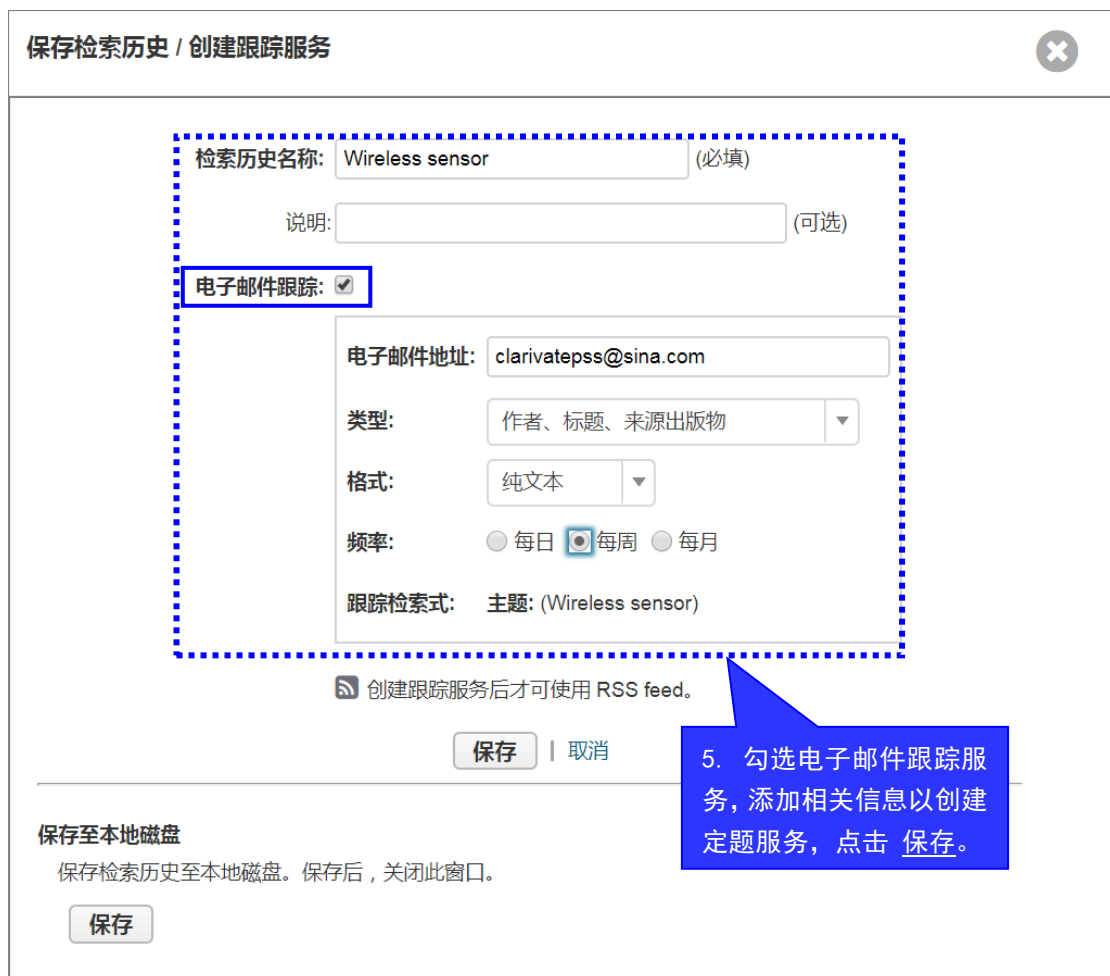 保存检索历史 / 创建跟踪服务
检索历史名称: Wireless sensor (必填)
说明: (可选)
电子邮件跟踪:
电子邮件地址: clarivatepss@sina.com
类型: 作者、标题、来源出版物
格式: 纯文本
频率: 每日 每周 每月
跟踪检索式: 主题: (Wireless sensor)
创建跟踪服务后才可使用 RSS feed。
保存 | 取消
5. 勾选电子邮件跟踪服
务,添加相关信息以创建
定题服务，点击 保存。
保存至本地磁盘
保存检索历史至本地磁盘。保存后，关闭此窗口。
保存